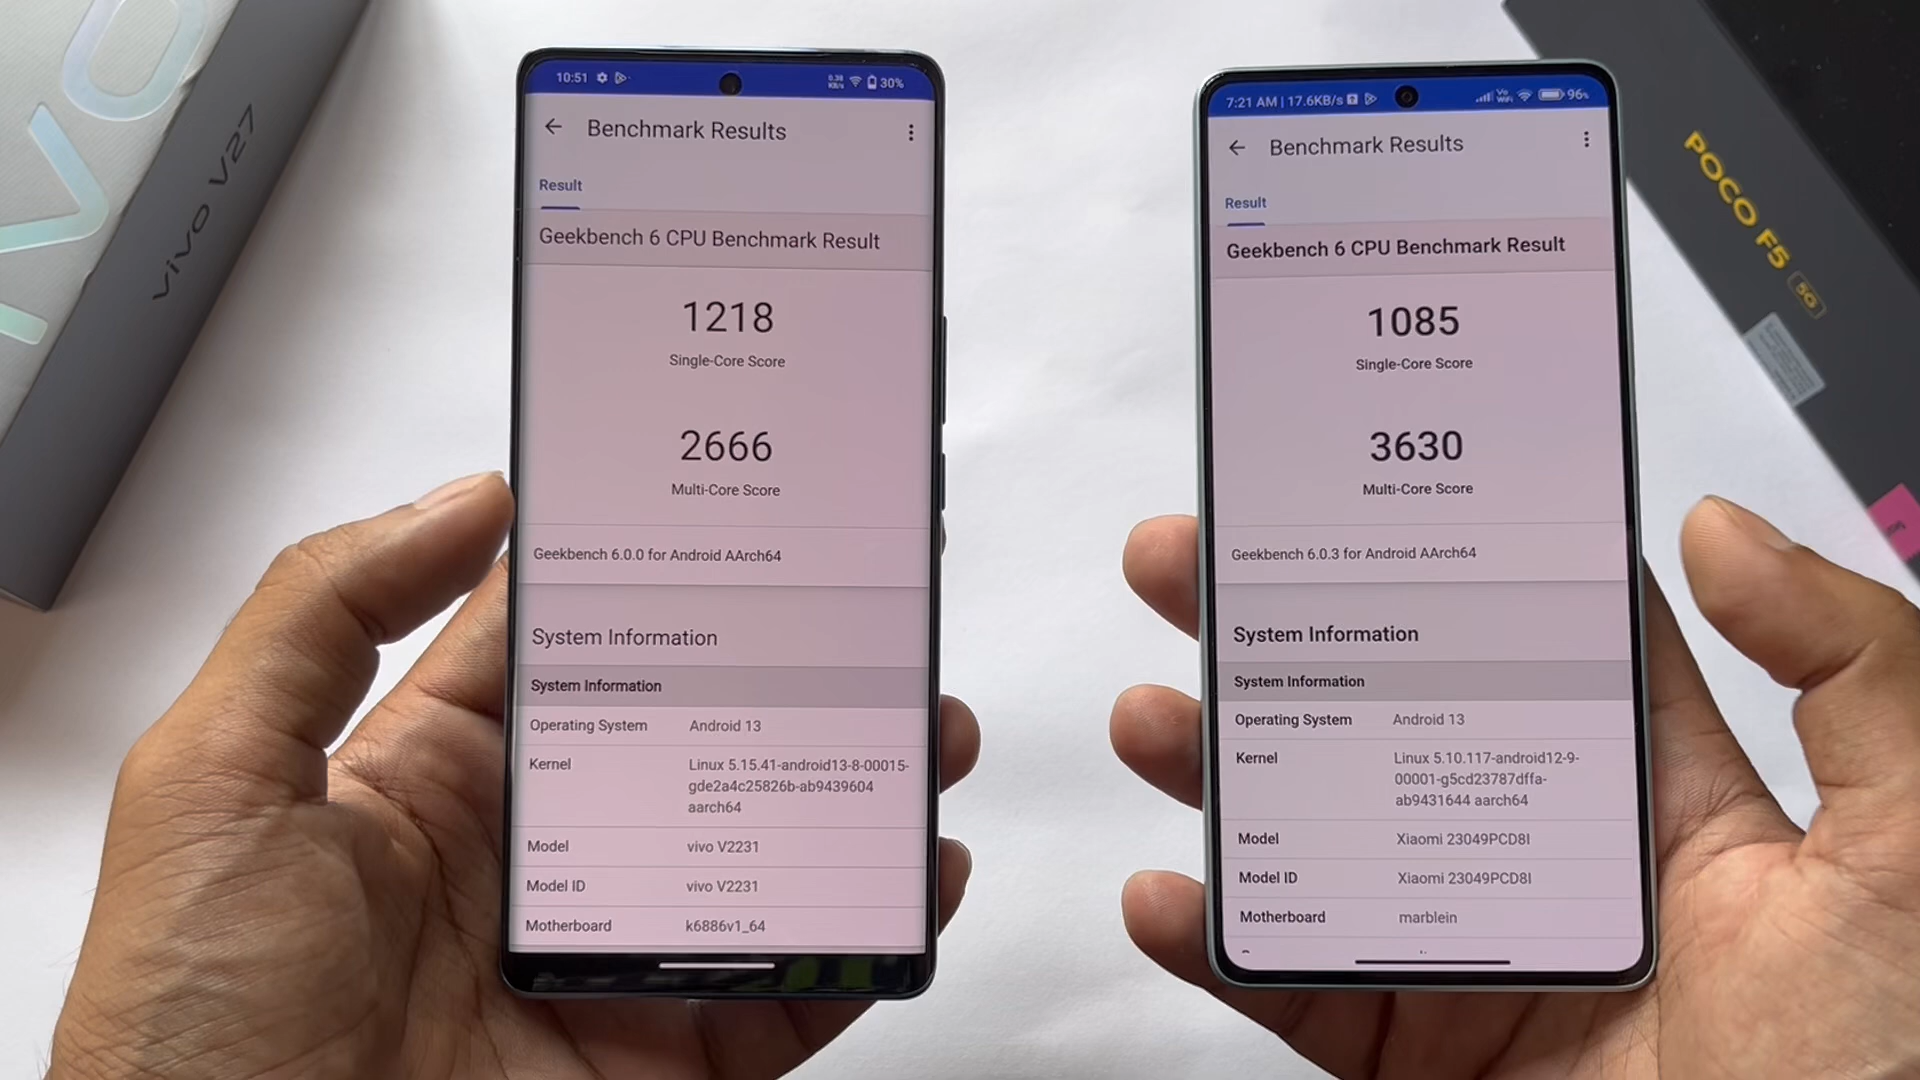 vivo V27
10:51
0.38 KB/s
30%
Benchmark Results
Result
Geekbench 6 CPU Benchmark Result
1218
Single-Core Score
2666
Multi-Core Score
Geekbench 6.0.0 for Android AArch64
System Information
System Information
Operating System Android 13
Kernel Linux 5.15.41-android13-8-00015-
gde2a4c25826b-ab9439604
aarch64
Model vivo V2231
Model ID vivo V2231
Motherboard k6886v1_64
7:21 AM | 17.6KB/s
Vo
WiFi
96%
Benchmark Results
Result
Geekbench 6 CPU Benchmark Result
1085
Single-Core Score
3630
Multi-Core Score
Geekbench 6.0.3 for Android AArch64
System Information
System Information
Operating System Android 13
Kernel Linux 5.10.117-android12-9-
00001-g5cd23787dffa-
ab9431644 aarch64
Model Xiaomi 23049PCD8I
Model ID Xiaomi 23049PCD8I
Motherboard marblein
POCO F5 5G